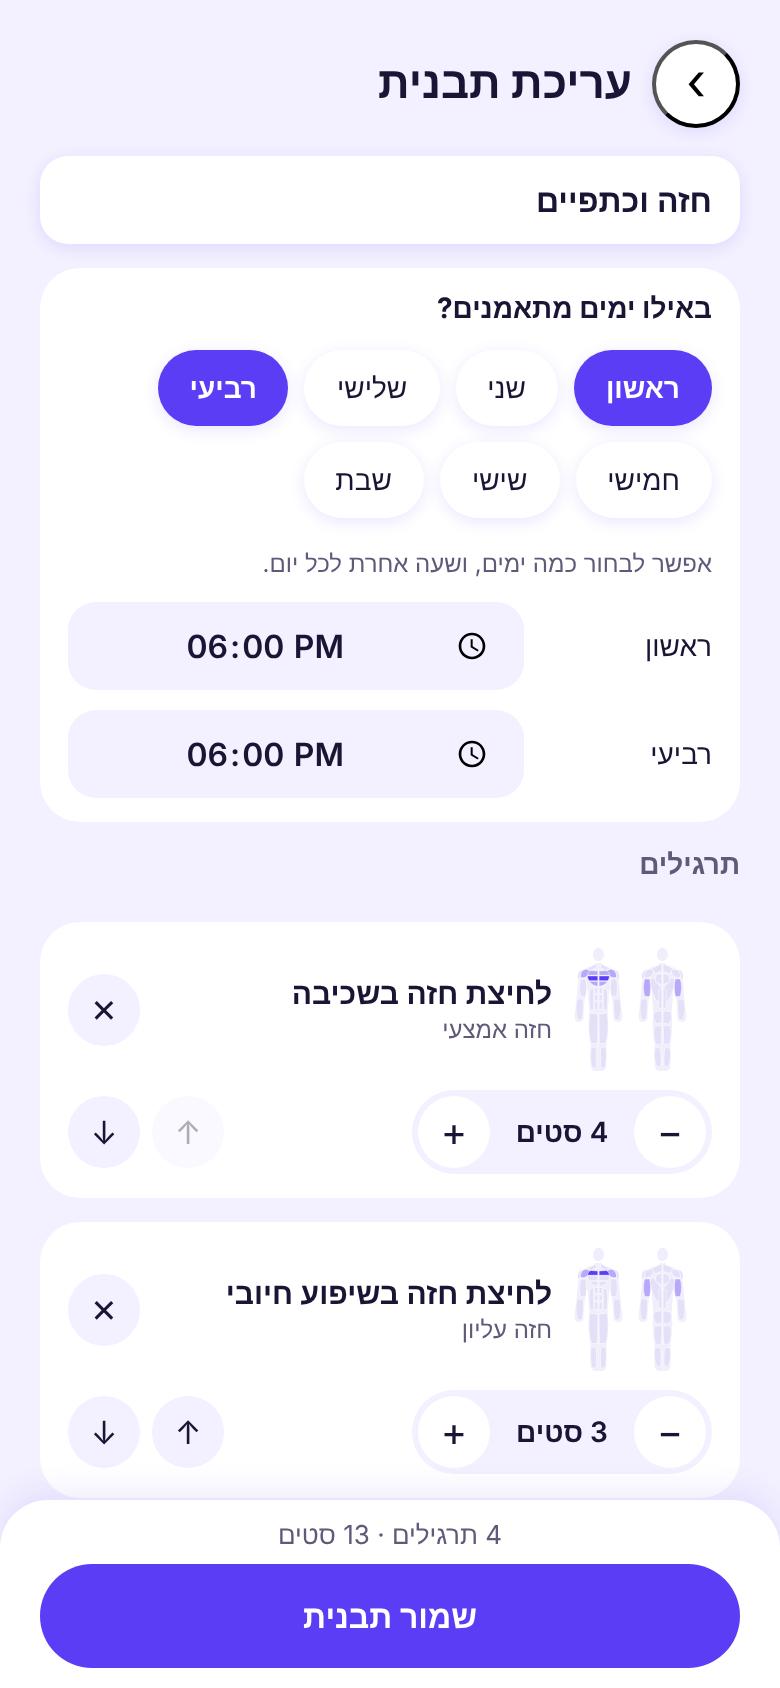 עריכת תבנית
חזה וכתפיים
באילו ימים מתאמנים?
ראשון שני שלישי רביעי
חמישי שישי שבת
אפשר לבחור כמה ימים, ושעה אחרת לכל יום.
ראשון 06:00 PM
רביעי 06:00 PM
תרגילים
לחיצת חזה בשכיבה
חזה אמצעי
− 4 סטים +
לחיצת חזה בשיפוע חיובי
חזה עליון
− 3 סטים +
4 תרגילים · 13 סטים
שמור תבנית